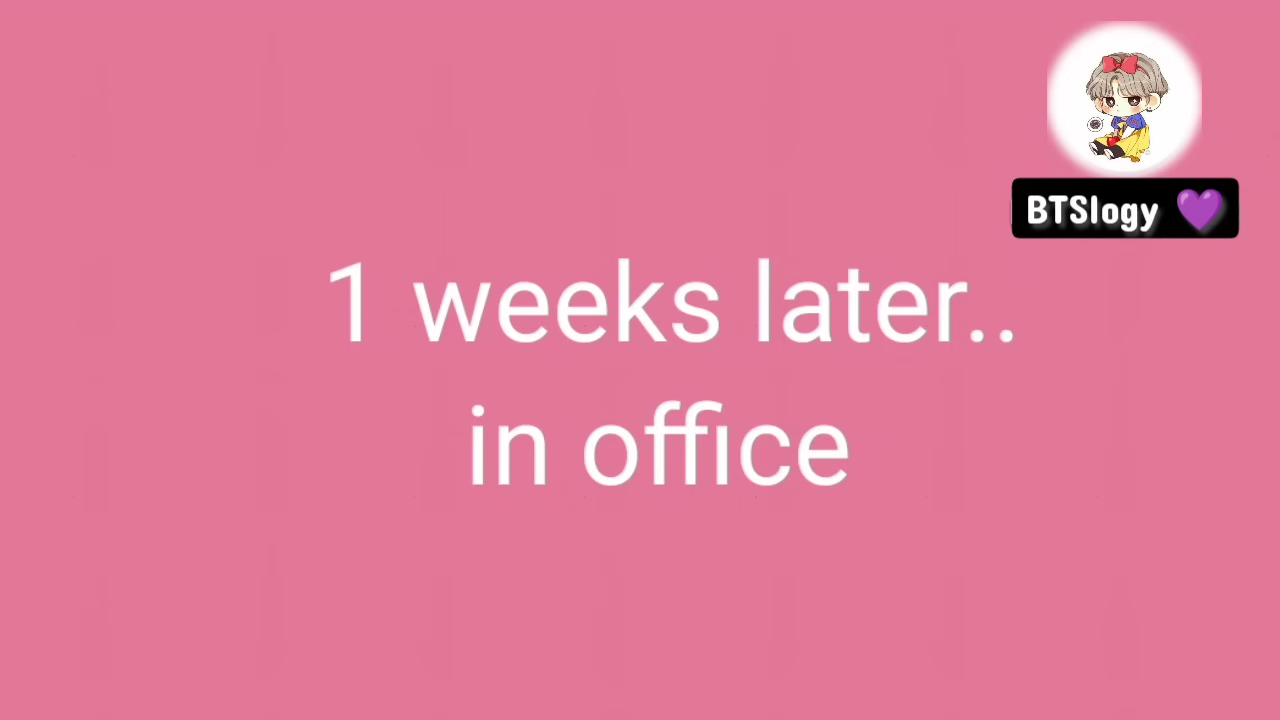 BTSlogy 💜
1 weeks later..
in office